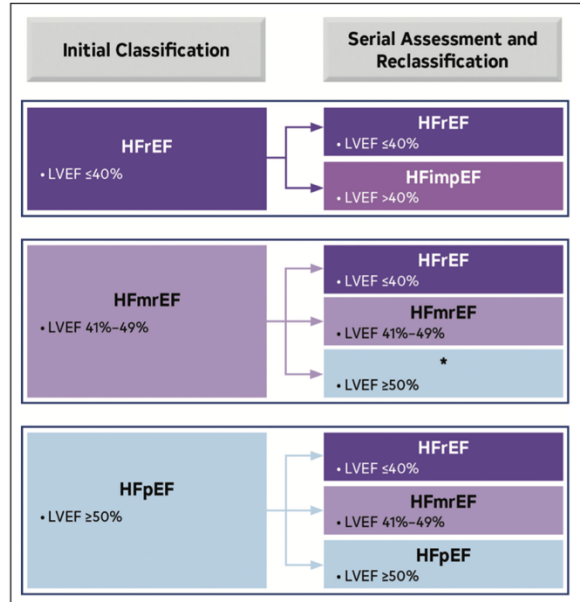 Initial Classification
Serial Assessment and
Reclassification
HFrEF
• LVEF ≤40%
HFrEF
• LVEF ≤40%
HFimpEF
• LVEF >40%
HFmrEF
• LVEF 41%–49%
HFrEF
• LVEF ≤40%
HFmrEF
• LVEF 41%–49%
*
• LVEF ≥50%
HFpEF
• LVEF ≥50%
HFrEF
• LVEF ≤40%
HFmrEF
• LVEF 41%–49%
HFpEF
• LVEF ≥50%